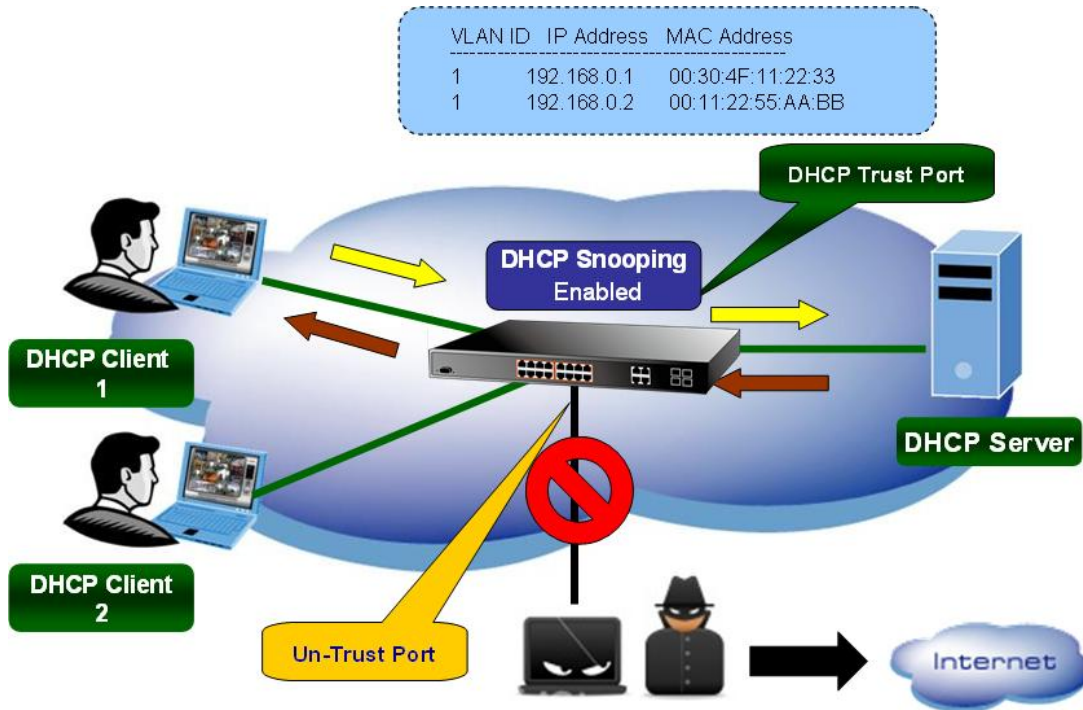 VLAN ID IP Address MAC Address
1 192.168.0.1 00:30:4F:11:22:33
1 192.168.0.2 00:11:22:55:AA:BB
DHCP Trust Port
DHCP Snooping
Enabled
DHCP Client
1
DHCP Server
DHCP Client
2
Un-Trust Port
Internet